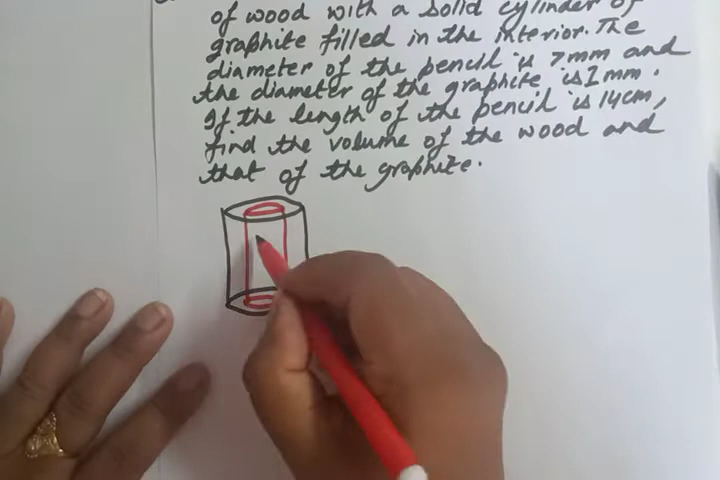 of wood with a solid cylinder of
graphite filled in the interior. The
diameter of the pencil is 7mm and
the diameter of the graphite is 1mm.
If the length of the pencil is 14cm,
find the volume of the wood and
that of the graphite.